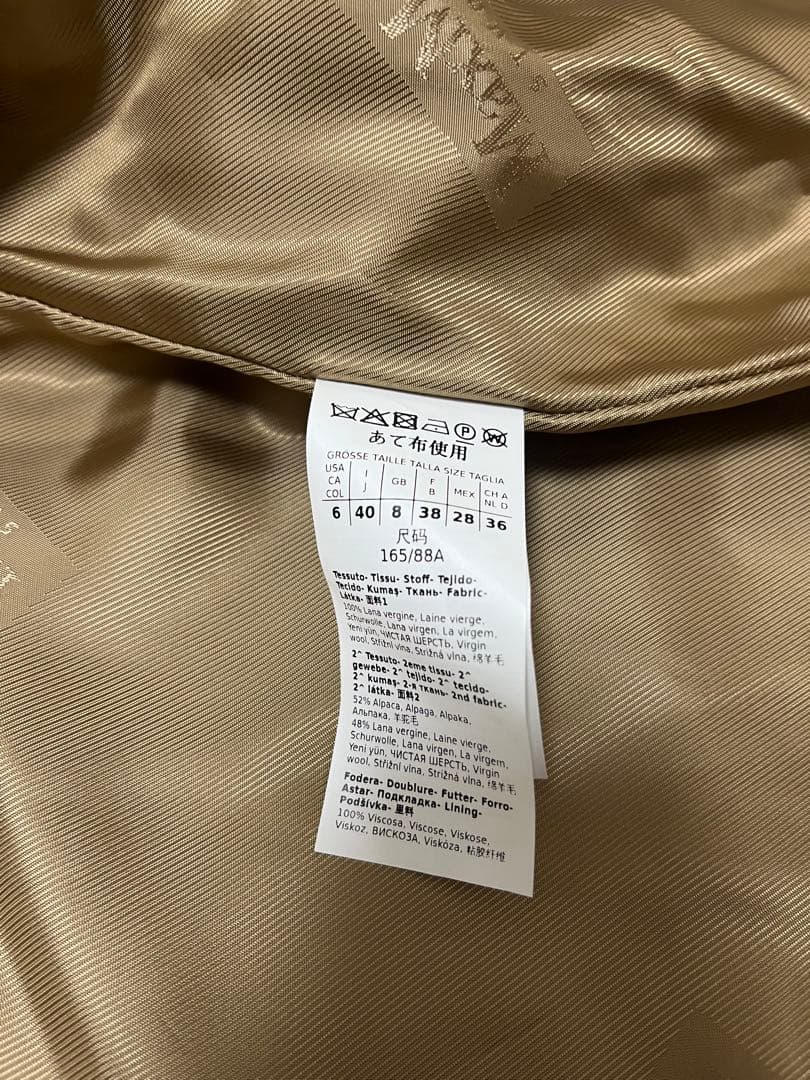 MaxMara
あて布使用
GRÖSSE TAILLE TALLA SIZE TAGLIA
USA CA COL I J GB F B MEX CH A NL D
6 40 8 38 28 36
尺码
165/88A
Tessuto- Tissu- Stoff- Tejido-
Tecido- Kumaş- Ткань- Fabric-
Látka- 面料1
100% Lana vergine, Laine vierge,
Schurwolle, Lana virgen, La virgem,
Yeni yün, ЧИСТАЯ ШЕРСТЬ, Virgin
wool, Střižní vlna, Strižná vlna, 绵羊毛
2^ Tessuto- 2eme tissu- 2^
gewebe- 2^ tejido- 2^ tecido-
2^ kumaş- 2-я ткань- 2nd fabric-
2^ látka- 面料2
52% Alpaca, Alpaga, Alpaka,
Альпака, 羊驼毛
48% Lana vergine, Laine vierge,
Schurwolle, Lana virgen, La virgem,
Yeni yün, ЧИСТАЯ ШЕРСТЬ, Virgin
wool, Střižní vlna, Strižná vlna, 绵羊毛
Fodera- Doublure- Futter- Forro-
Astar- Подкладка- Lining-
Podšívka- 里料
100% Viscosa, Viscose, Viskose,
Viskoz, ВИСКОЗА, Viskóza, 粘胶纤维